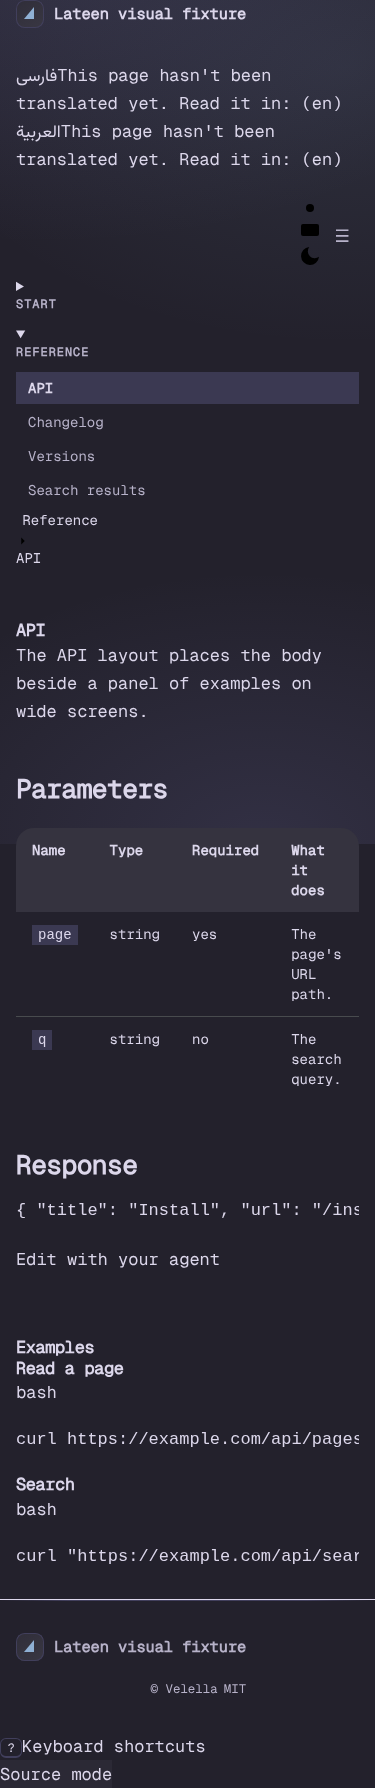 Lateen visual fixture
فارسیThis page hasn't been
translated yet. Read it in: (en)
العربيةThis page hasn't been
translated yet. Read it in: (en)
START
REFERENCE
API
Changelog
Versions
Search results
Reference
API
API
The API layout places the body
beside a panel of examples on
wide screens.
Parameters
Name Type Required What
it
does
page string yes The
page's
URL
path.
q string no The
search
query.
Response
{ "title": "Install", "url": "/ins
Edit with your agent
Examples
Read a page
bash
curl https://example.com/api/pages
Search
bash
curl "https://example.com/api/sear
Lateen visual fixture
© Velella MIT
? Keyboard shortcuts
Source mode